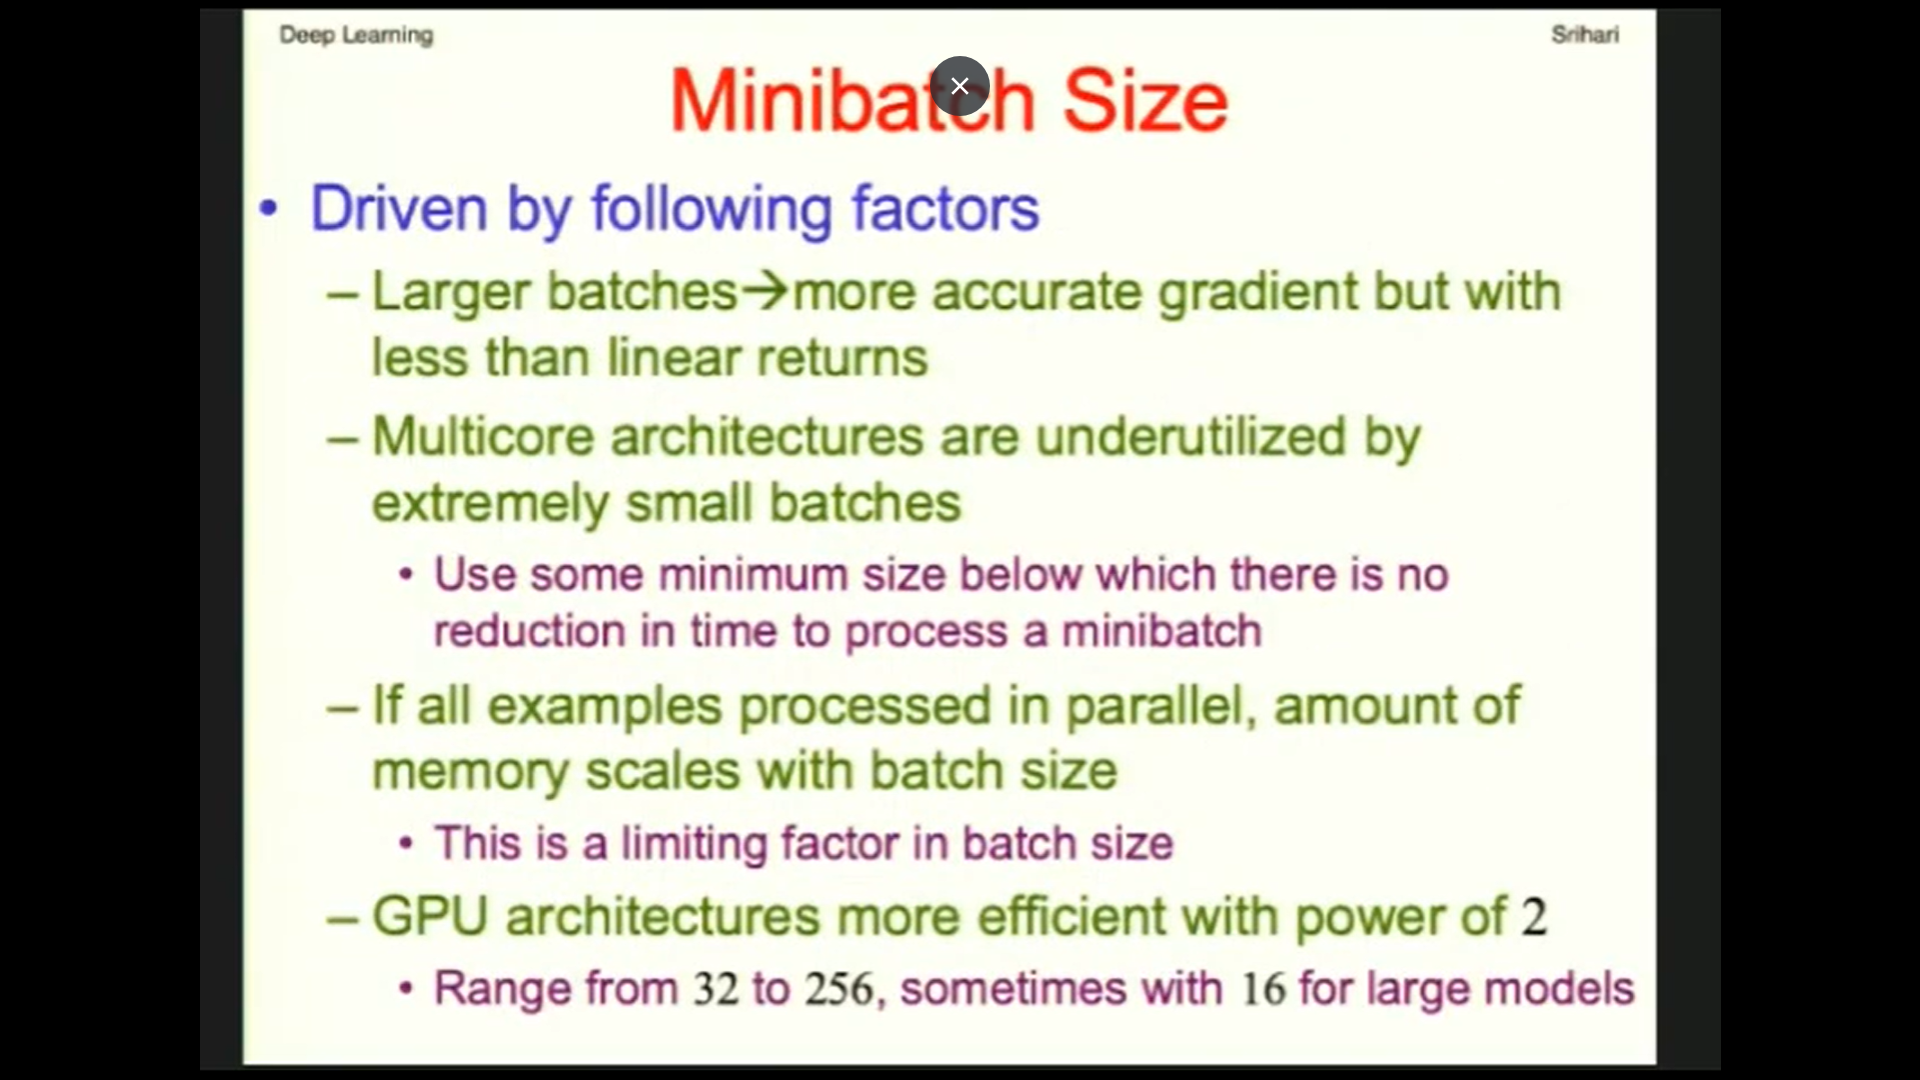 Deep Learning
Srihari
Minibatch Size
• Driven by following factors
– Larger batches→more accurate gradient but with
less than linear returns
– Multicore architectures are underutilized by
extremely small batches
• Use some minimum size below which there is no
reduction in time to process a minibatch
– If all examples processed in parallel, amount of
memory scales with batch size
• This is a limiting factor in batch size
– GPU architectures more efficient with power of 2
• Range from 32 to 256, sometimes with 16 for large models